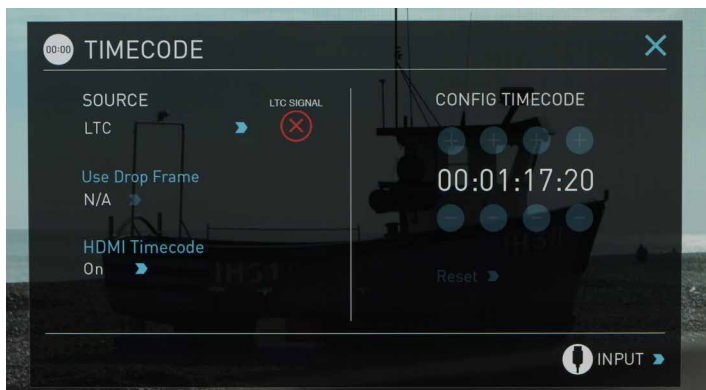 00:00 TIMECODE
SOURCE
LTC SIGNAL
LTC
Use Drop Frame
N/A
HDMI Timecode
On
CONFIG TIMECODE
00:01:17:20
Reset
INPUT